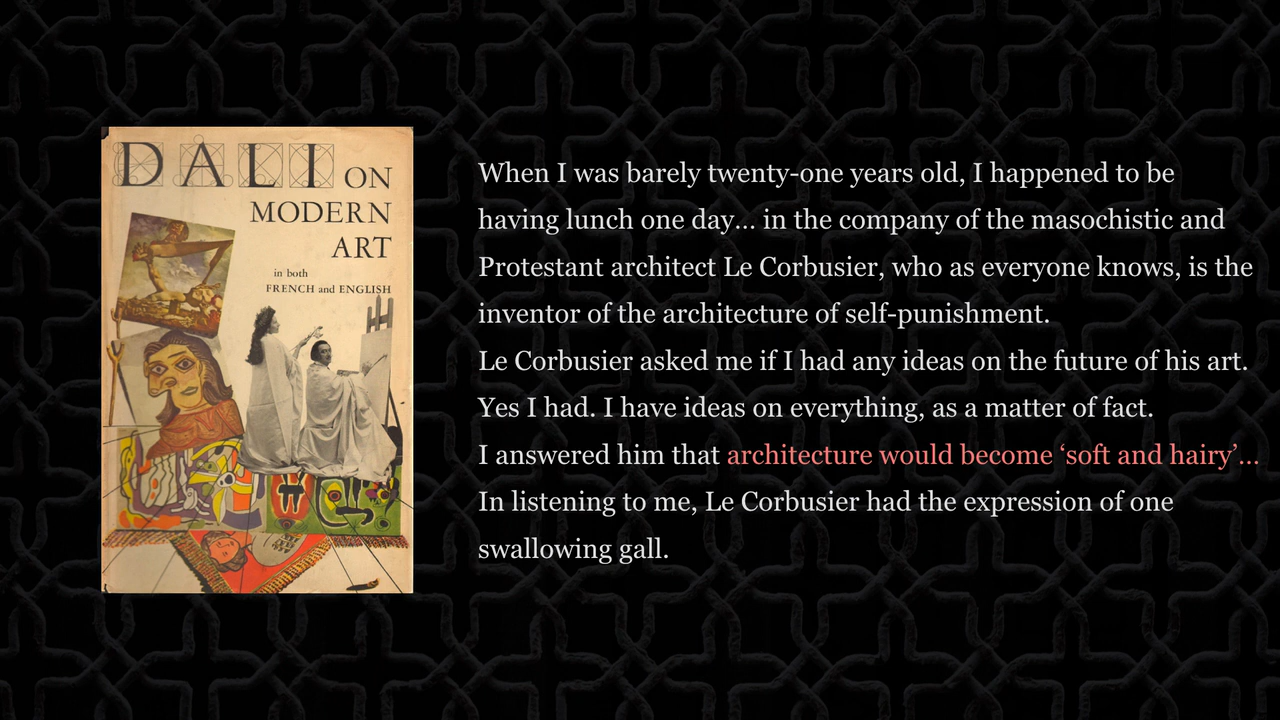 DALI ON
MODERN
ART
in both
FRENCH and ENGLISH
When I was barely twenty-one years old, I happened to be
having lunch one day... in the company of the masochistic and
Protestant architect Le Corbusier, who as everyone knows, is the
inventor of the architecture of self-punishment.
Le Corbusier asked me if I had any ideas on the future of his art.
Yes I had. I have ideas on everything, as a matter of fact.
I answered him that architecture would become ‘soft and hairy’...
In listening to me, Le Corbusier had the expression of one
swallowing gall.